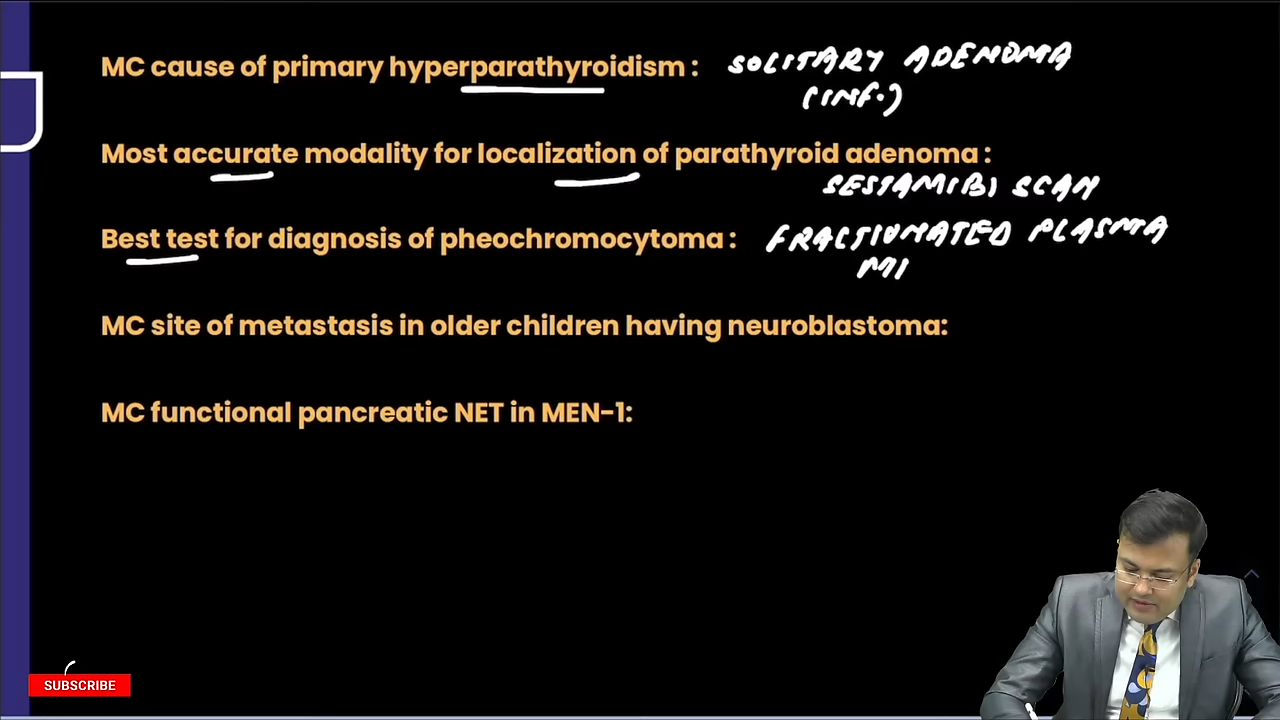 MC cause of primary hyperparathyroidism : SOLITARY ADENOMA
(INF.)
Most accurate modality for localization of parathyroid adenoma :
SESTAMIBI SCAN
Best test for diagnosis of pheochromocytoma : FRACTIONATED PLASMA
MI
MC site of metastasis in older children having neuroblastoma:
MC functional pancreatic NET in MEN-1:
SUBSCRIBE